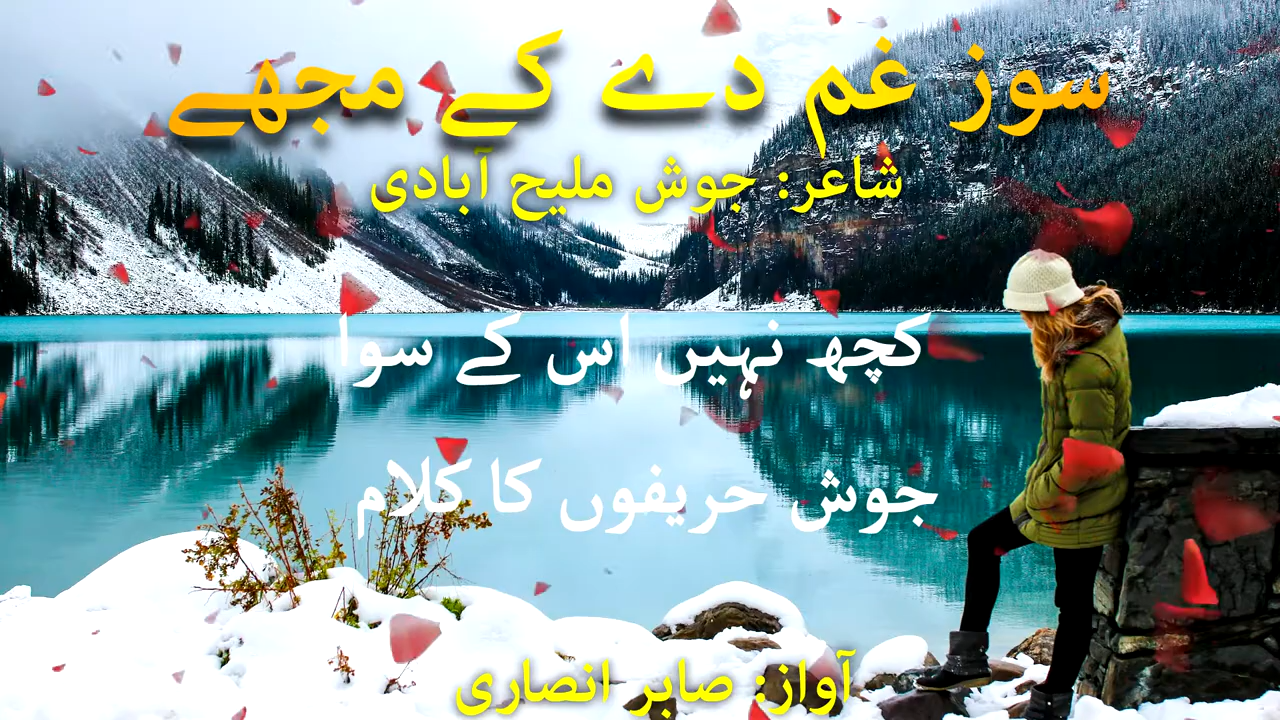 سوز غم دے کے مجھے
شاعر: جوش ملیح آبادی
کچھ نہیں اس کے سوا
جوش حریفوں کا کلام
آواز: صابر انصاری